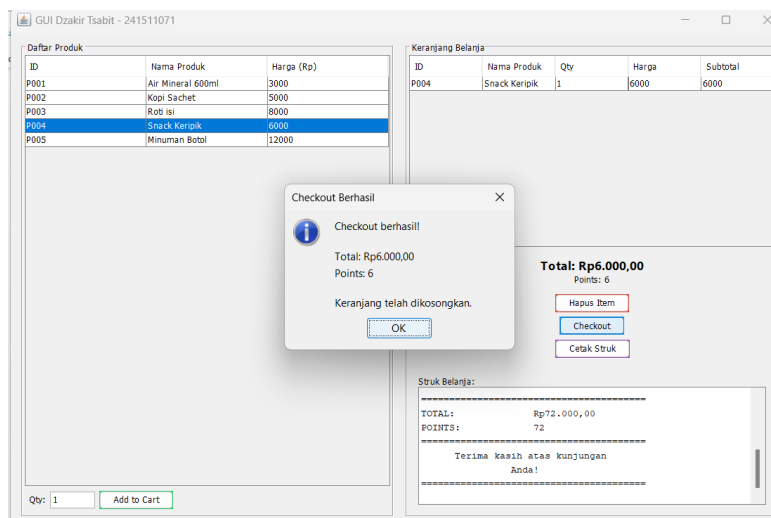 GUI Dzakir Tsabit - 241511071
Daftar Produk
ID Nama Produk Harga (Rp)
P001 Air Mineral 600ml 3000
P002 Kopi Sachet 5000
P003 Roti isi 8000
P004 Snack Keripik 6000
P005 Minuman Botol 12000
Qty: 1 Add to Cart
Keranjang Belanja
ID Nama Produk Qty Harga Subtotal
P004 Snack Keripik 1 6000 6000
Checkout Berhasil
Checkout berhasil!
Total: Rp6.000,00
Points: 6
Keranjang telah dikosongkan.
OK
Total: Rp6.000,00
Points: 6
Hapus Item
Checkout
Cetak Struk
Struk Belanja:
========================================
TOTAL: Rp72.000,00
POINTS: 72
========================================
Terima kasih atas kunjungan
Anda!
========================================